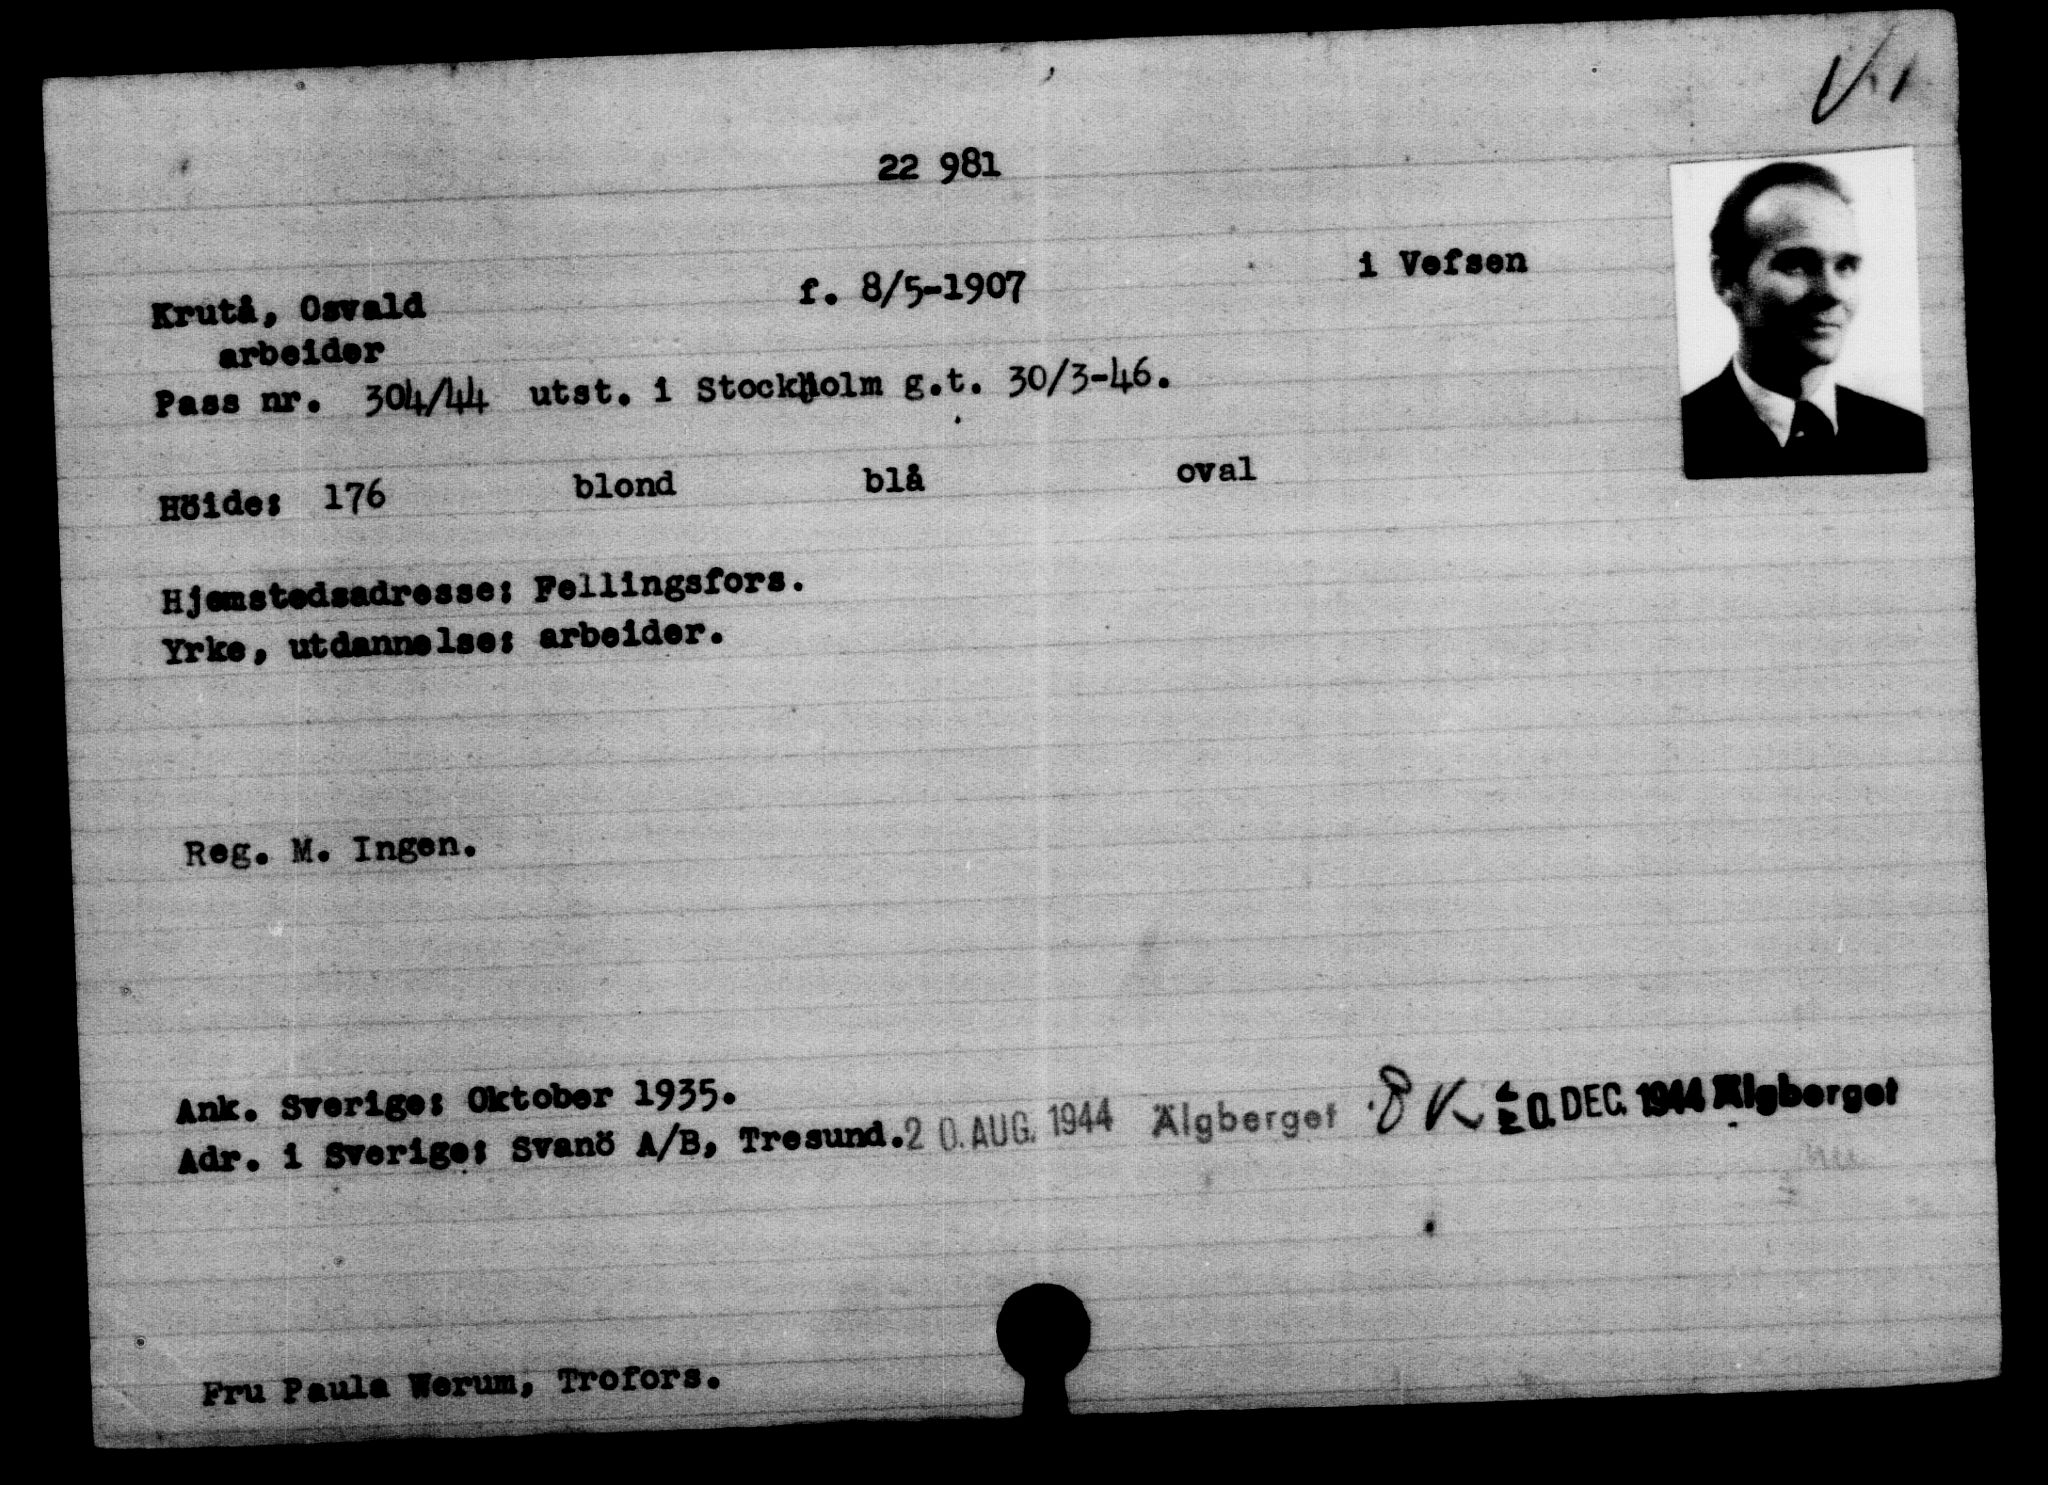 22 981
Krutå, Osvald f. 8/5-1907 i Vefsen
arbeider
Pass nr. 304/44 utst. i Stockholm g.t. 30/3-46.
Höide: 176 blond blå oval
Hjemstedsadresse: Fellingsfors.
Yrke, utdannelse: arbeider.
Reg. M. Ingen.
Ank. Sverige: Oktober 1935.
Adr. i Sverige: Svanö A/B, Tresund. 20. AUG. 1944 Älgberget 8 K 20. DEC. 1944 Älgberget
Fru Paula Werum, Trofors.